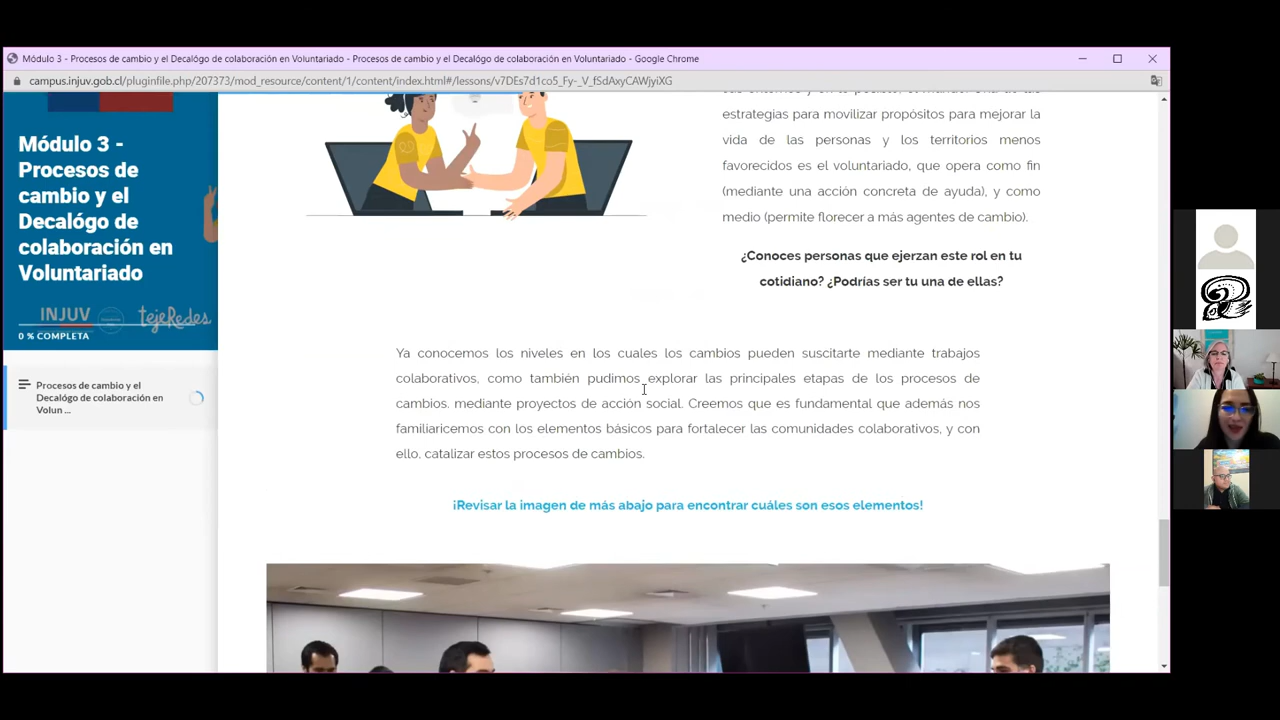 Módulo 3 - Procesos de cambio y el Decalógo de colaboración en Voluntariado - Procesos de cambio y el Decalógo de colaboración en Voluntariado - Google Chrome
campus.injuv.gob.cl/pluginfile.php/207373/mod_resource/content/1/content/index.html#/lessons/v7DEs7d1co5_Fy-_V_fSdAxyCAWjyiXG
Módulo 3 -
Procesos de
cambio y el
Decalógo de
colaboración en
Voluntariado
INJUV
tejeRedes
0 % COMPLETA
Procesos de cambio y el
Decalógo de colaboración en
Volun ...
estrategias para movilizar propósitos para mejorar la
vida de las personas y los territorios menos
favorecidos es el voluntariado, que opera como fin
(mediante una acción concreta de ayuda), y como
medio (permite florecer a más agentes de cambio).
¿Conoces personas que ejerzan este rol en tu
cotidiano? ¿Podrías ser tu una de ellas?
Ya conocemos los niveles en los cuales los cambios pueden suscitarte mediante trabajos
colaborativos, como también pudimos explorar las principales etapas de los procesos de
cambios. mediante proyectos de acción social. Creemos que es fundamental que además nos
familiaricemos con los elementos básicos para fortalecer las comunidades colaborativos, y con
ello, catalizar estos procesos de cambios.
¡Revisar la imagen de más abajo para encontrar cuáles son esos elementos!